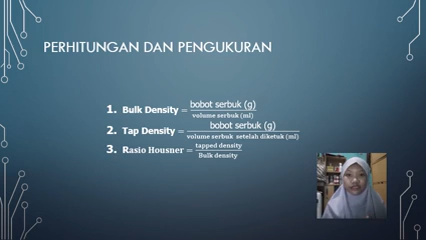 PERHITUNGAN DAN PENGUKURAN
1. Bulk Density = bobot serbuk (g) / volume serbuk (ml)
2. Tap Density = bobot serbuk (g) / volume serbuk setelah diketuk (ml)
3. Rasio Housner = tapped density / Bulk density